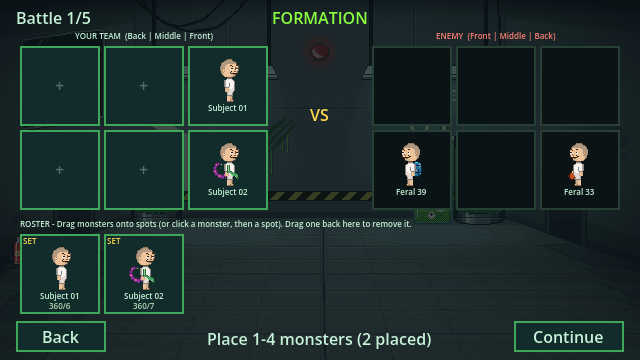 Battle 1/5
FORMATION
YOUR TEAM (Back | Middle | Front)
ENEMY (Front | Middle | Back)
+
+
Subject 01
VS
+
+
Subject 02
Feral 39
Feral 33
ROSTER - Drag monsters onto spots (or click a monster, then a spot). Drag one back here to remove it.
SET
SET
Subject 01
360/6
Subject 02
360/7
Back
Place 1-4 monsters (2 placed)
Continue